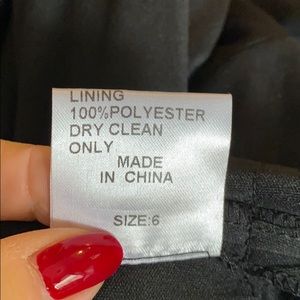 LINING
100%POLYESTER
DRY CLEAN
ONLY
MADE
IN CHINA
SIZE:6